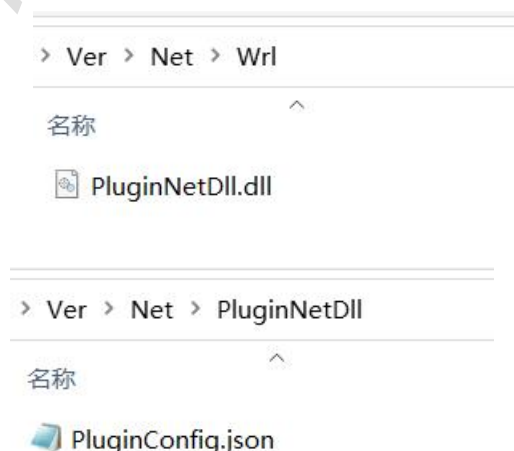 > Ver > Net > Wrl
名称
PluginNetDll.dll
> Ver > Net > PluginNetDll
名称
PluginConfig.json